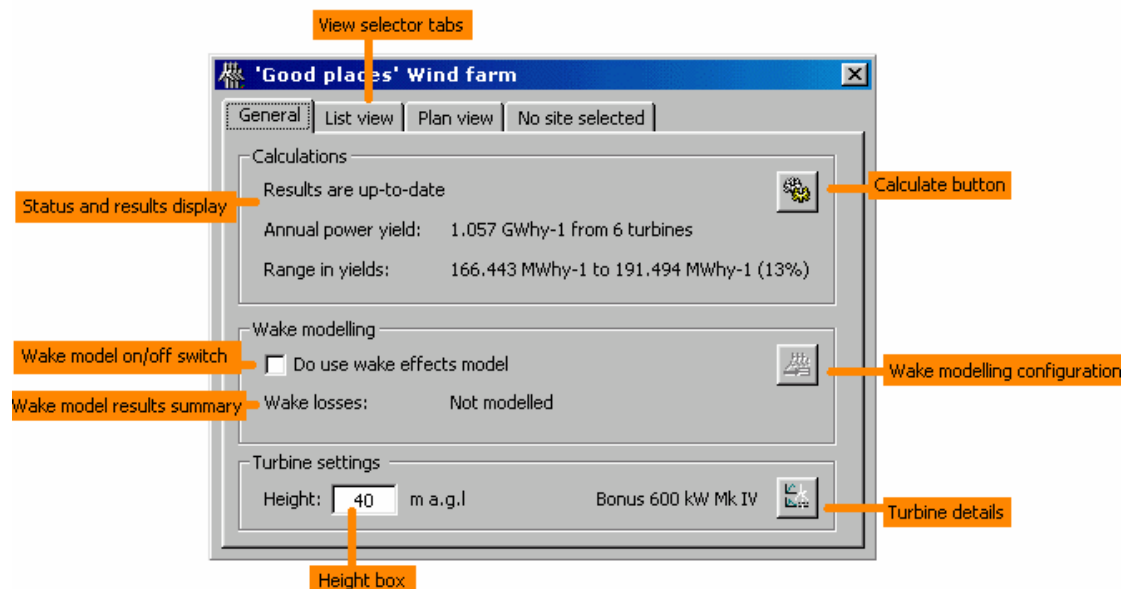 View selector tabs
'Good places' Wind farm
General
List view
Plan view
No site selected
Calculations
Results are up-to-date
Calculate button
Status and results display
Annual power yield: 1.057 GWhy-1 from 6 turbines
Range in yields: 166.443 MWhy-1 to 191.494 MWhy-1 (13%)
Wake modelling
Wake model on/off switch
Do use wake effects model
Wake modelling configuration
Wake model results summary
Wake losses: Not modelled
Turbine settings
Height: 40 m a.g.l Bonus 600 kW Mk IV
Turbine details
Height box